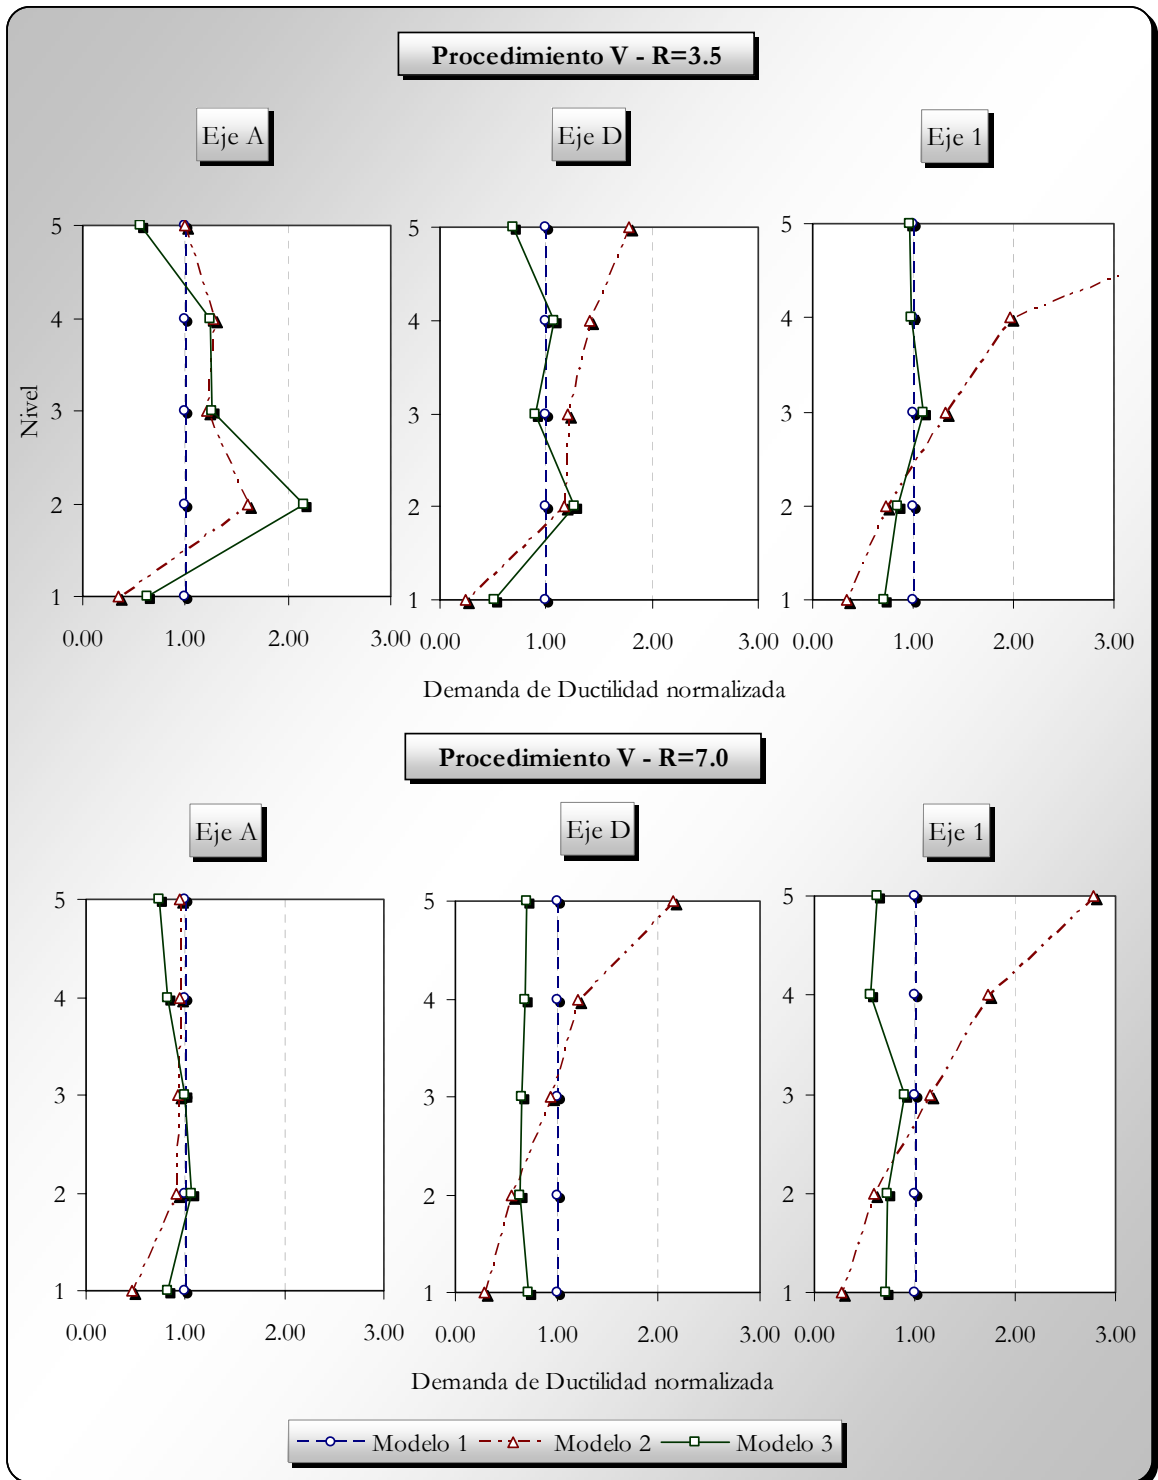 Procedimiento V - R=3.5
Eje A
Eje D
Eje 1
Nivel
5
4
3
2
1
0.00 1.00 2.00 3.00
5
4
3
2
1
0.00 1.00 2.00 3.00
5
4
3
2
1
0.00 1.00 2.00 3.00
Demanda de Ductilidad normalizada
Procedimiento V - R=7.0
Eje A
Eje D
Eje 1
5
4
3
2
1
0.00 1.00 2.00 3.00
5
4
3
2
1
0.00 1.00 2.00 3.00
5
4
3
2
1
0.00 1.00 2.00 3.00
Demanda de Ductilidad normalizada
Modelo 1 Modelo 2 Modelo 3